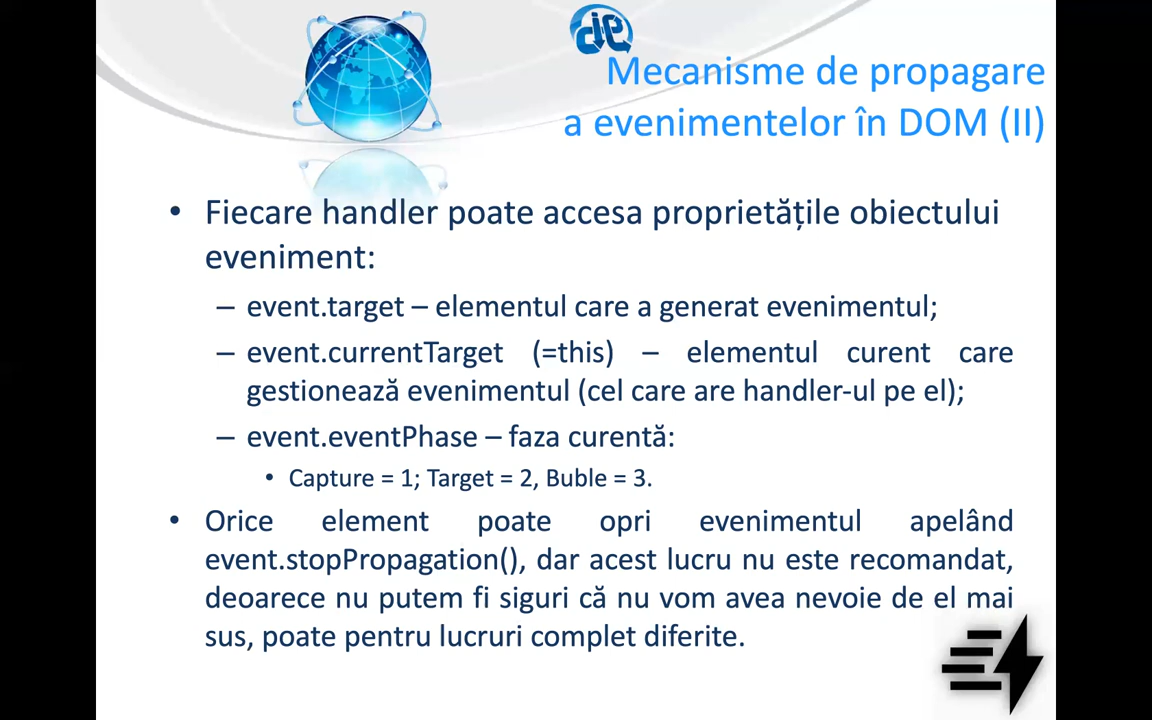 Mecanisme de propagare
a evenimentelor în DOM (II)
• Fiecare handler poate accesa proprietățile obiectului
eveniment:
– event.target – elementul care a generat evenimentul;
– event.currentTarget (=this) – elementul curent care
gestionează evenimentul (cel care are handler-ul pe el);
– event.eventPhase – faza curentă:
• Capture = 1; Target = 2, Buble = 3.
• Orice element poate opri evenimentul apelând
event.stopPropagation(), dar acest lucru nu este recomandat,
deoarece nu putem fi siguri că nu vom avea nevoie de el mai
sus, poate pentru lucruri complet diferite.